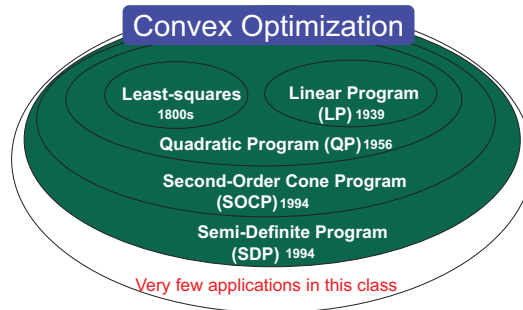 Convex Optimization
Least-squares
1800s
Linear Program
(LP) 1939
Quadratic Program (QP) 1956
Second-Order Cone Program
(SOCP) 1994
Semi-Definite Program
(SDP) 1994
Very few applications in this class